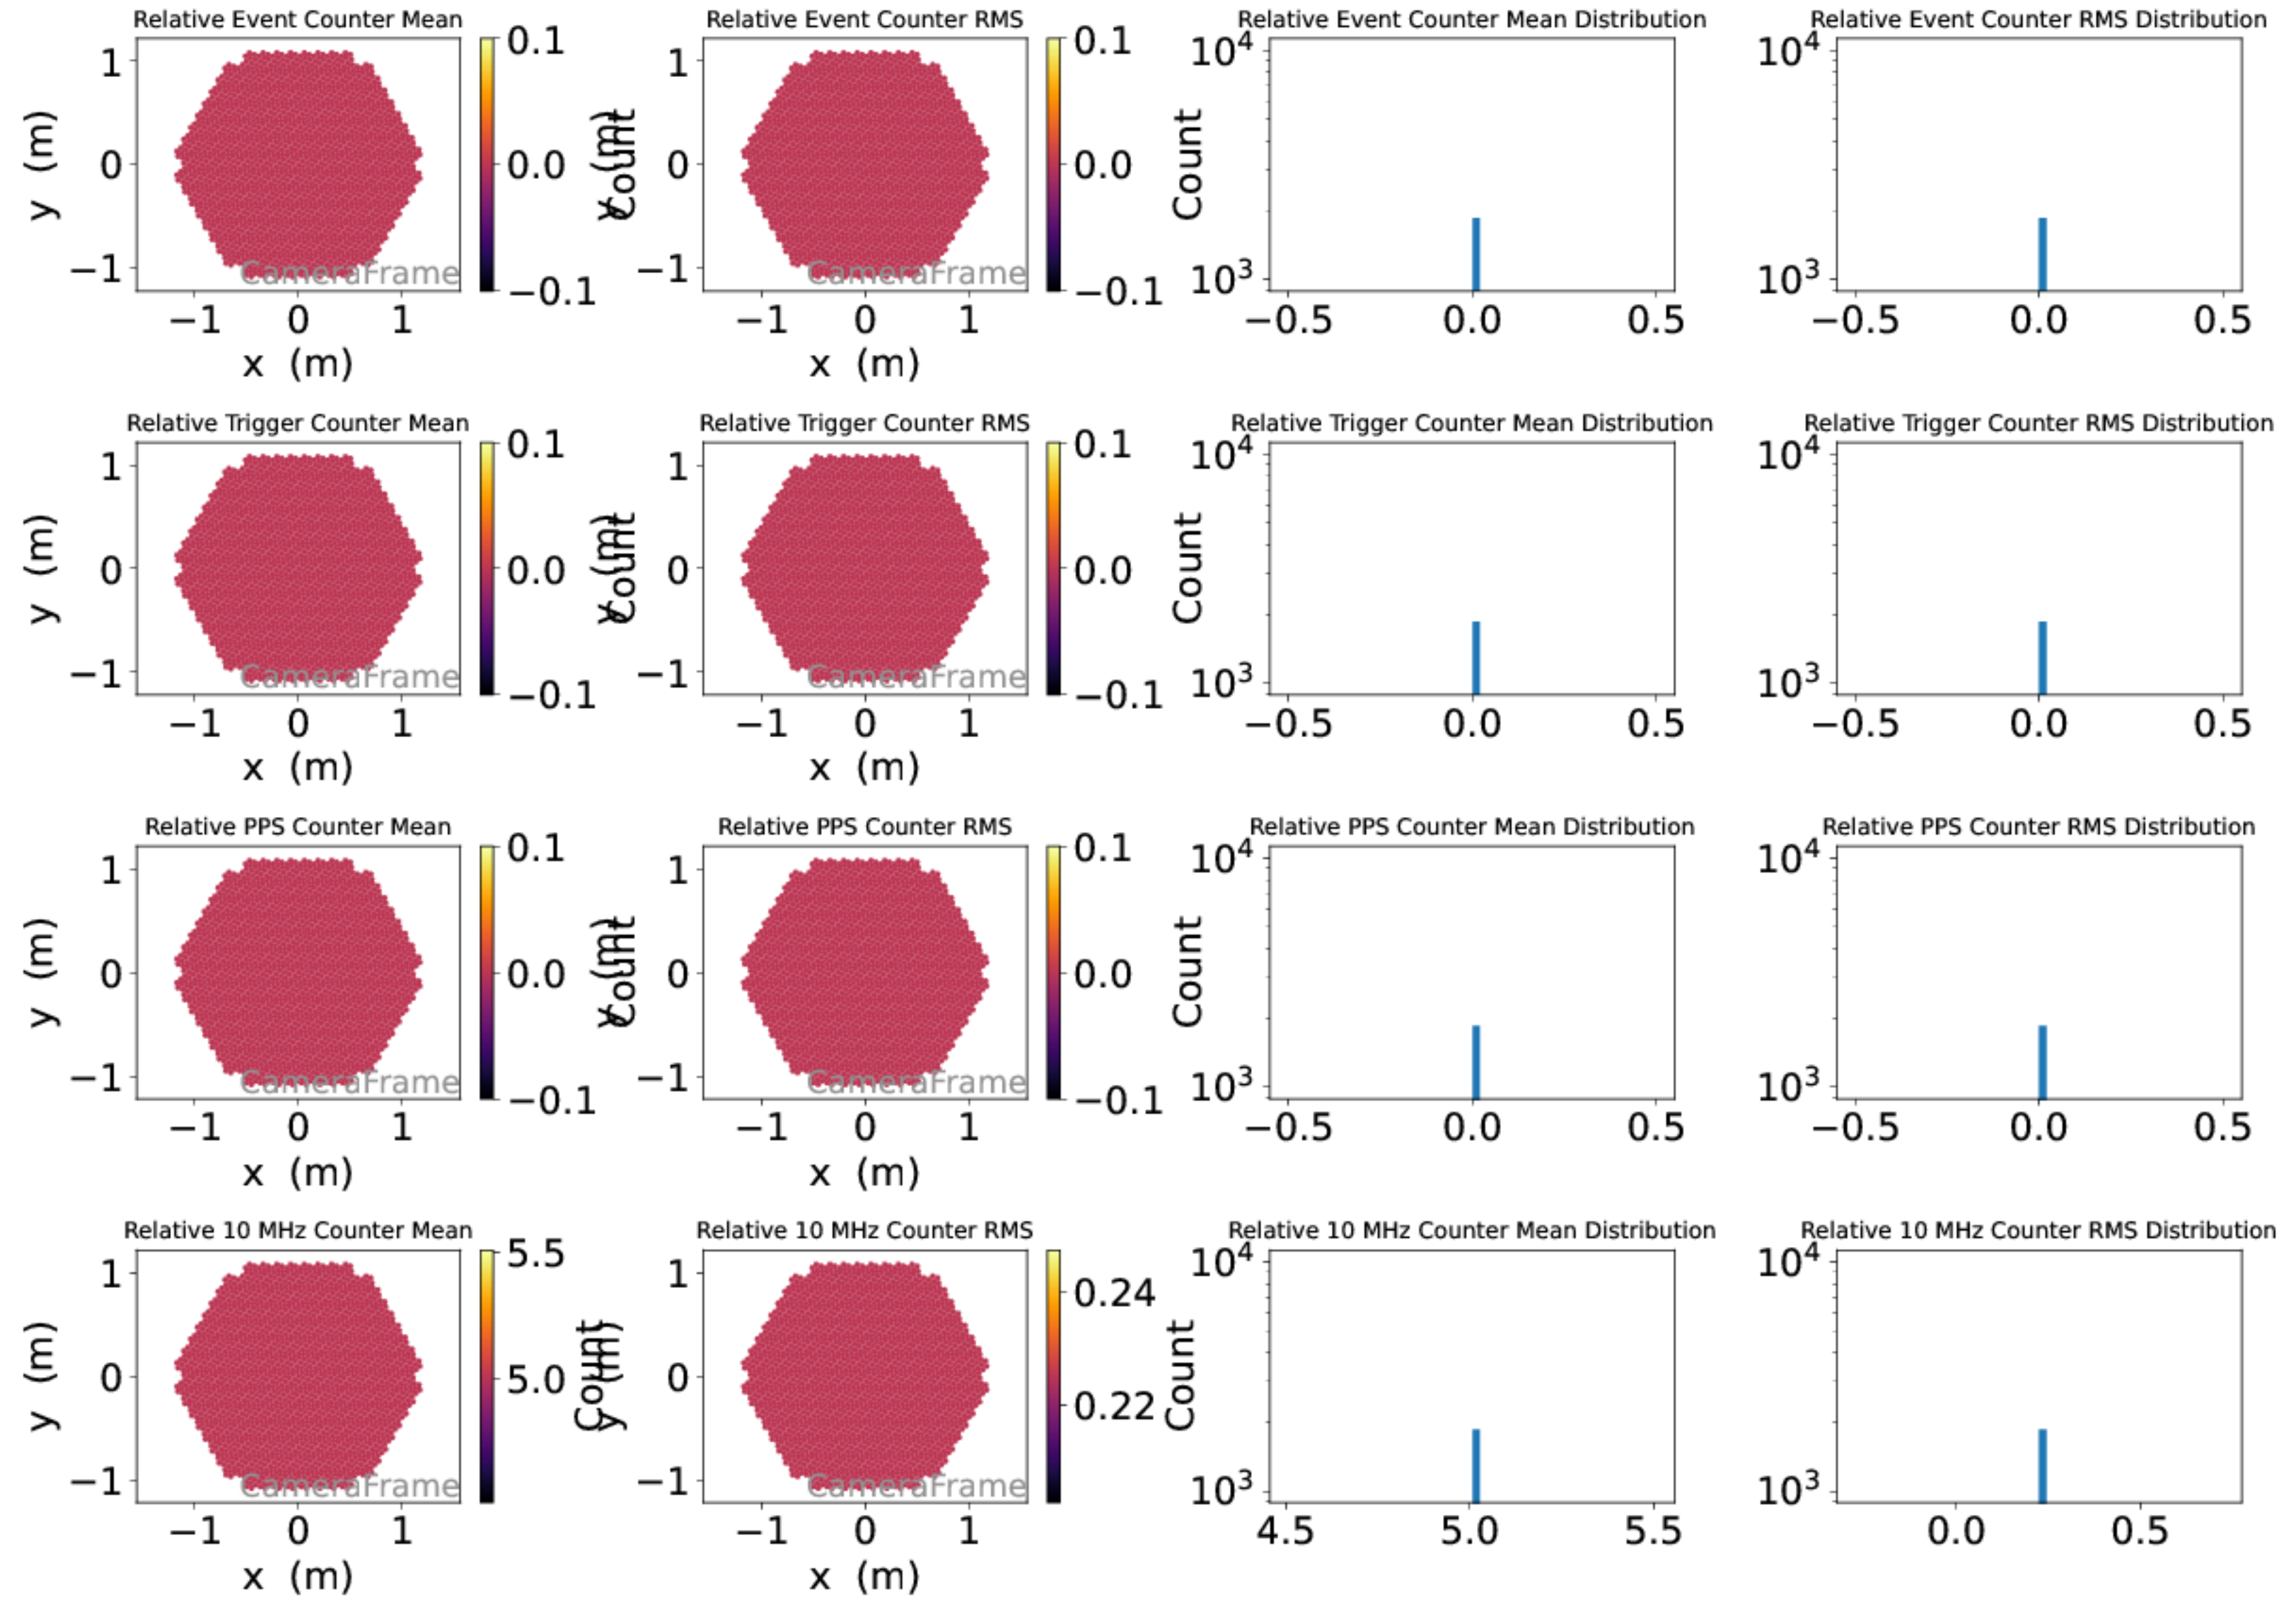 Relative Event Counter Mean
Relative Event Counter RMS
Relative Event Counter Mean Distribution
Relative Event Counter RMS Distribution
1
0
−1
y (m)
−1 0 1
x (m)
CameraFrame
0.1
0.0
−0.1
1
0
−1
y (m)
−1 0 1
x (m)
CameraFrame
0.1
0.0
−0.1
Count
10⁴
10³
−0.5 0.0 0.5
Count
10⁴
10³
−0.5 0.0 0.5
Relative Trigger Counter Mean
Relative Trigger Counter RMS
Relative Trigger Counter Mean Distribution
Relative Trigger Counter RMS Distribution
1
0
−1
y (m)
−1 0 1
x (m)
CameraFrame
0.1
0.0
−0.1
1
0
−1
y (m)
−1 0 1
x (m)
CameraFrame
0.1
0.0
−0.1
Count
10⁴
10³
−0.5 0.0 0.5
Count
10⁴
10³
−0.5 0.0 0.5
Relative PPS Counter Mean
Relative PPS Counter RMS
Relative PPS Counter Mean Distribution
Relative PPS Counter RMS Distribution
1
0
−1
y (m)
−1 0 1
x (m)
CameraFrame
0.1
0.0
−0.1
1
0
−1
y (m)
−1 0 1
x (m)
CameraFrame
0.1
0.0
−0.1
Count
10⁴
10³
−0.5 0.0 0.5
Count
10⁴
10³
−0.5 0.0 0.5
Relative 10 MHz Counter Mean
Relative 10 MHz Counter RMS
Relative 10 MHz Counter Mean Distribution
Relative 10 MHz Counter RMS Distribution
1
0
−1
y (m)
−1 0 1
x (m)
CameraFrame
5.5
5.0
1
0
−1
y (m)
−1 0 1
x (m)
CameraFrame
0.24
0.22
Count
10⁴
10³
4.5 5.0 5.5
Count
10⁴
10³
0.0 0.5